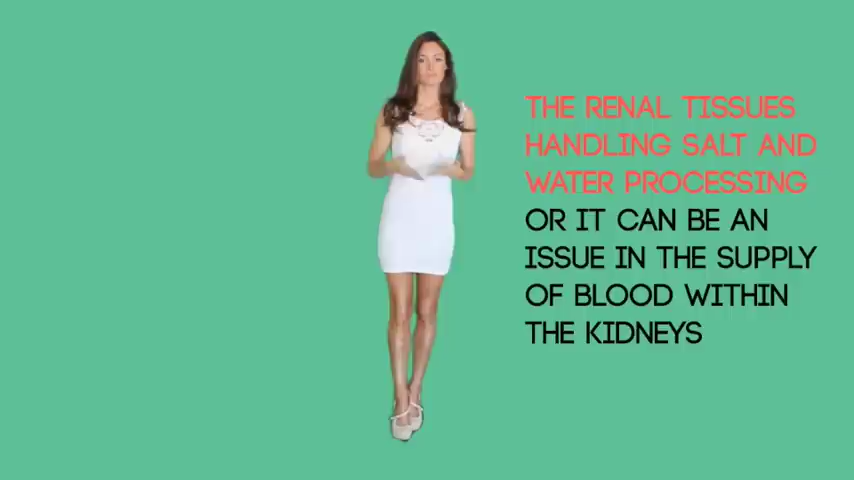 THE RENAL TISSUES
HANDLING SALT AND
WATER PROCESSING
OR IT CAN BE AN
ISSUE IN THE SUPPLY
OF BLOOD WITHIN
THE KIDNEYS